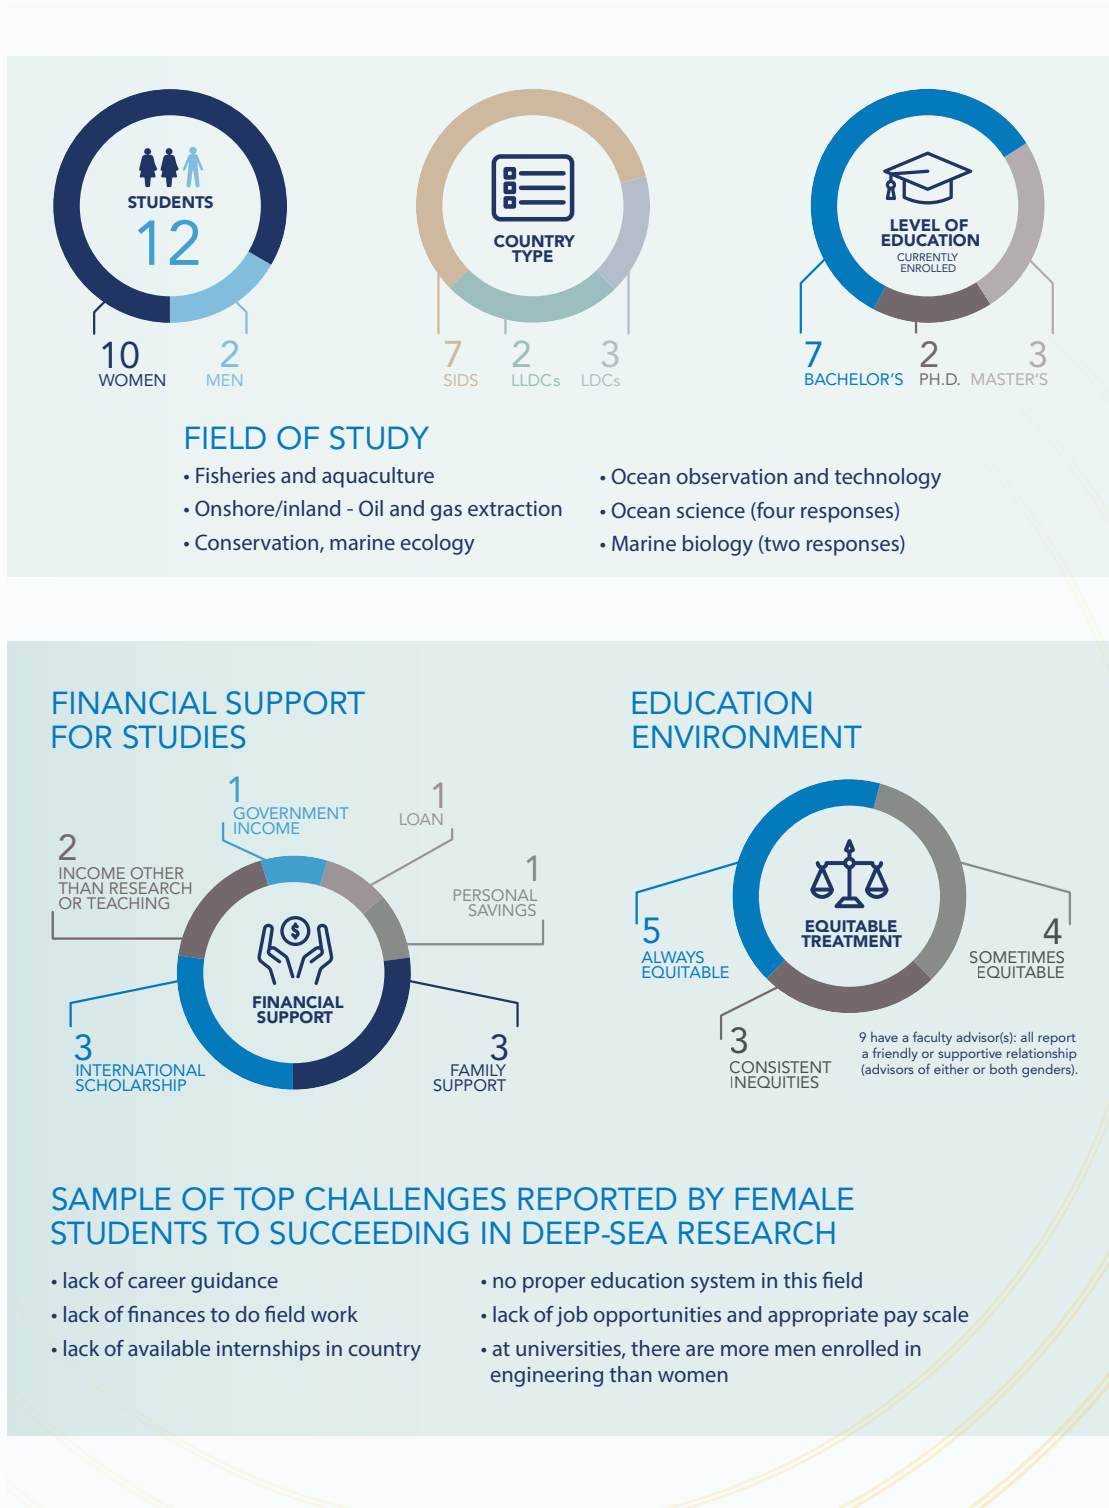 STUDENTS
12
10
WOMEN
2
MEN
COUNTRY
TYPE
7
SIDS
2
LLDCs
3
LDCs
LEVEL OF
EDUCATION
CURRENTLY
ENROLLED
7
BACHELOR'S
2
PH.D.
3
MASTER'S
FIELD OF STUDY
• Fisheries and aquaculture
• Onshore/inland - Oil and gas extraction
• Conservation, marine ecology
• Ocean observation and technology
• Ocean science (four responses)
• Marine biology (two responses)
FINANCIAL SUPPORT
FOR STUDIES
1
GOVERNMENT
INCOME
1
LOAN
2
INCOME OTHER
THAN RESEARCH
OR TEACHING
1
PERSONAL
SAVINGS
$
FINANCIAL
SUPPORT
3
INTERNATIONAL
SCHOLARSHIP
3
FAMILY
SUPPORT
EDUCATION
ENVIRONMENT
EQUITABLE
TREATMENT
5
ALWAYS
EQUITABLE
4
SOMETIMES
EQUITABLE
3
CONSISTENT
INEQUITIES
9 have a faculty advisor(s): all report
a friendly or supportive relationship
(advisors of either or both genders).
SAMPLE OF TOP CHALLENGES REPORTED BY FEMALE
STUDENTS TO SUCCEEDING IN DEEP-SEA RESEARCH
• lack of career guidance
• lack of finances to do field work
• lack of available internships in country
• no proper education system in this field
• lack of job opportunities and appropriate pay scale
• at universities, there are more men enrolled in
engineering than women